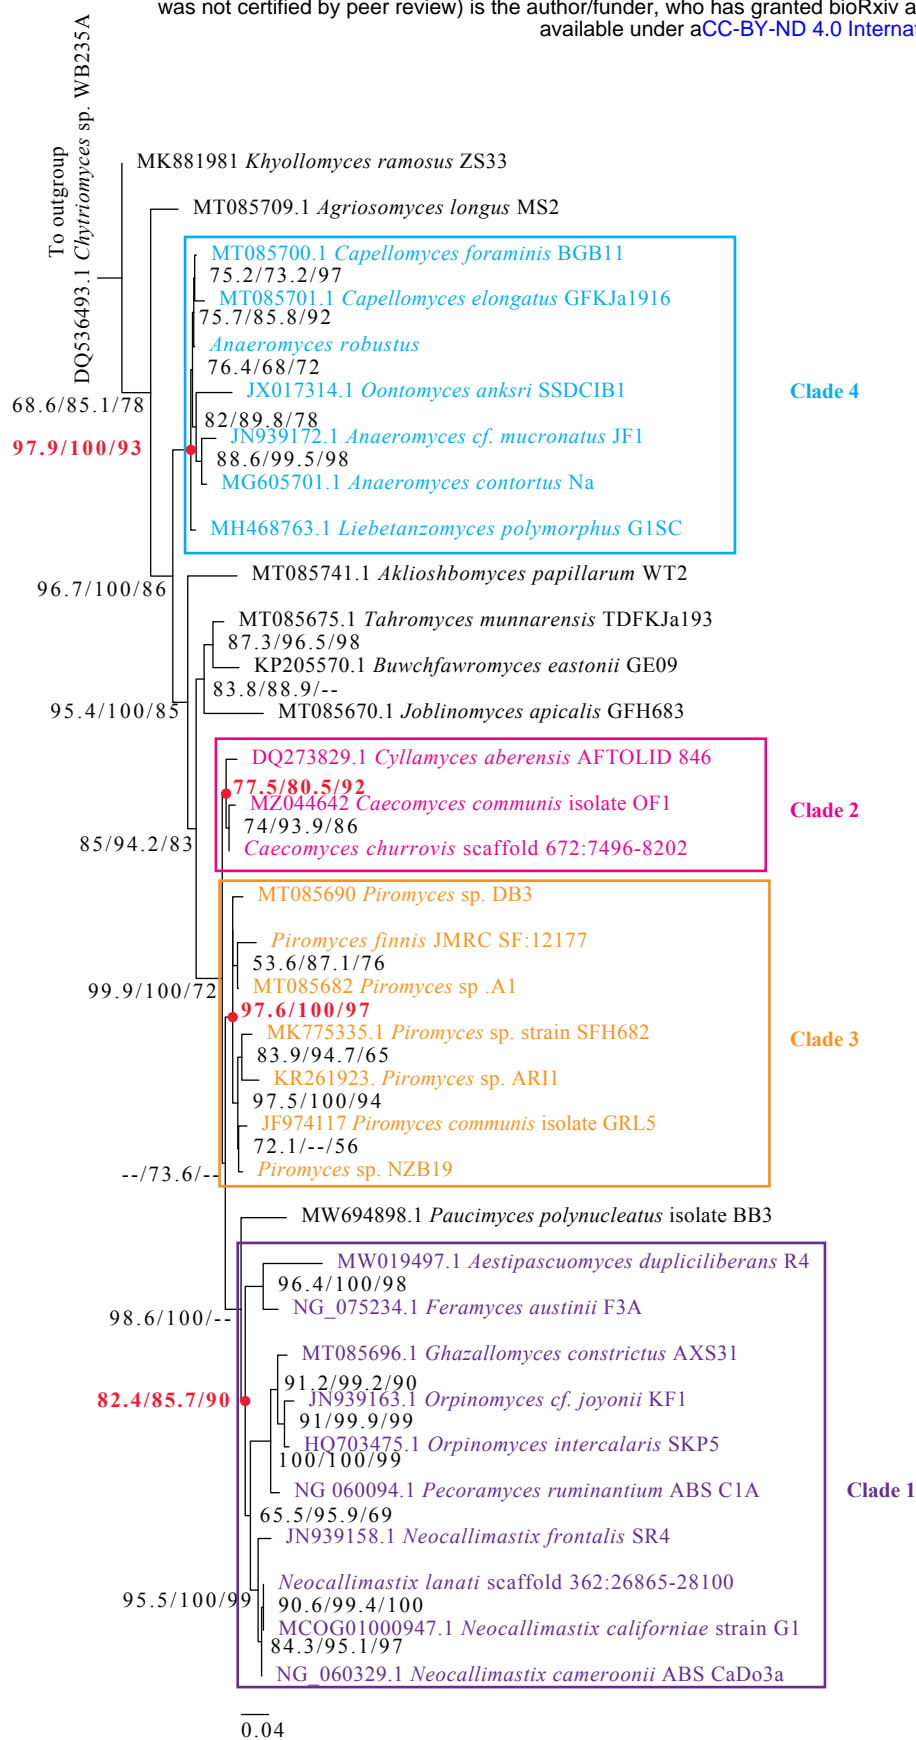 was not certified by peer review) is the author/funder, who has granted bioRxiv a
available under aCC-BY-ND 4.0 Internat
To outgroup
DQ536493.1 Chytriomyces sp. WB235A
MK881981 Khyollomyces ramosus ZS33
MT085709.1 Agriosomyces longus MS2
MT085700.1 Capellomyces foraminis BGB11
75.2/73.2/97
MT085701.1 Capellomyces elongatus GFKJa1916
75.7/85.8/92
Anaeromyces robustus
76.4/68/72
JX017314.1 Oontomyces anksri SSDCIB1
Clade 4
68.6/85.1/78
82/89.8/78
JN939172.1 Anaeromyces cf. mucronatus JF1
97.9/100/93
88.6/99.5/98
MG605701.1 Anaeromyces contortus Na
MH468763.1 Liebetanzomyces polymorphus G1SC
MT085741.1 Aklioshbomyces papillarum WT2
96.7/100/86
MT085675.1 Tahromyces munnarensis TDFKJa193
87.3/96.5/98
KP205570.1 Buwchfawromyces eastonii GE09
83.8/88.9/--
95.4/100/85
MT085670.1 Joblinomyces apicalis GFH683
DQ273829.1 Cyllamyces aberensis AFTOLID 846
77.5/80.5/92
MZ044642 Caecomyces communis isolate OF1
Clade 2
74/93.9/86
85/94.2/83
Caecomyces churrovis scaffold 672:7496-8202
MT085690 Piromyces sp. DB3
Piromyces finnis JMRC SF:12177
53.6/87.1/76
99.9/100/72
MT085682 Piromyces sp .A1
97.6/100/97
MK775335.1 Piromyces sp. strain SFH682
Clade 3
83.9/94.7/65
KR261923. Piromyces sp. ARI1
97.5/100/94
JF974117 Piromyces communis isolate GRL5
72.1/--/56
--/73.6/--
Piromyces sp. NZB19
MW694898.1 Paucimyces polynucleatus isolate BB3
MW019497.1 Aestipascuomyces dupliciliberans R4
96.4/100/98
98.6/100/--
NG_075234.1 Feramyces austinii F3A
MT085696.1 Ghazallomyces constrictus AXS31
91.2/99.2/90
82.4/85.7/90
JN939163.1 Orpinomyces cf. joyonii KF1
91/99.9/99
HQ703475.1 Orpinomyces intercalaris SKP5
100/100/99
NG 060094.1 Pecoramyces ruminantium ABS C1A
Clade 1
65.5/95.9/69
JN939158.1 Neocallimastix frontalis SR4
Neocallimastix lanati scaffold 362:26865-28100
95.5/100/99
90.6/99.4/100
MCOG01000947.1 Neocallimastix californiae strain G1
84.3/95.1/97
NG_060329.1 Neocallimastix cameroonii ABS CaDo3a
0.04